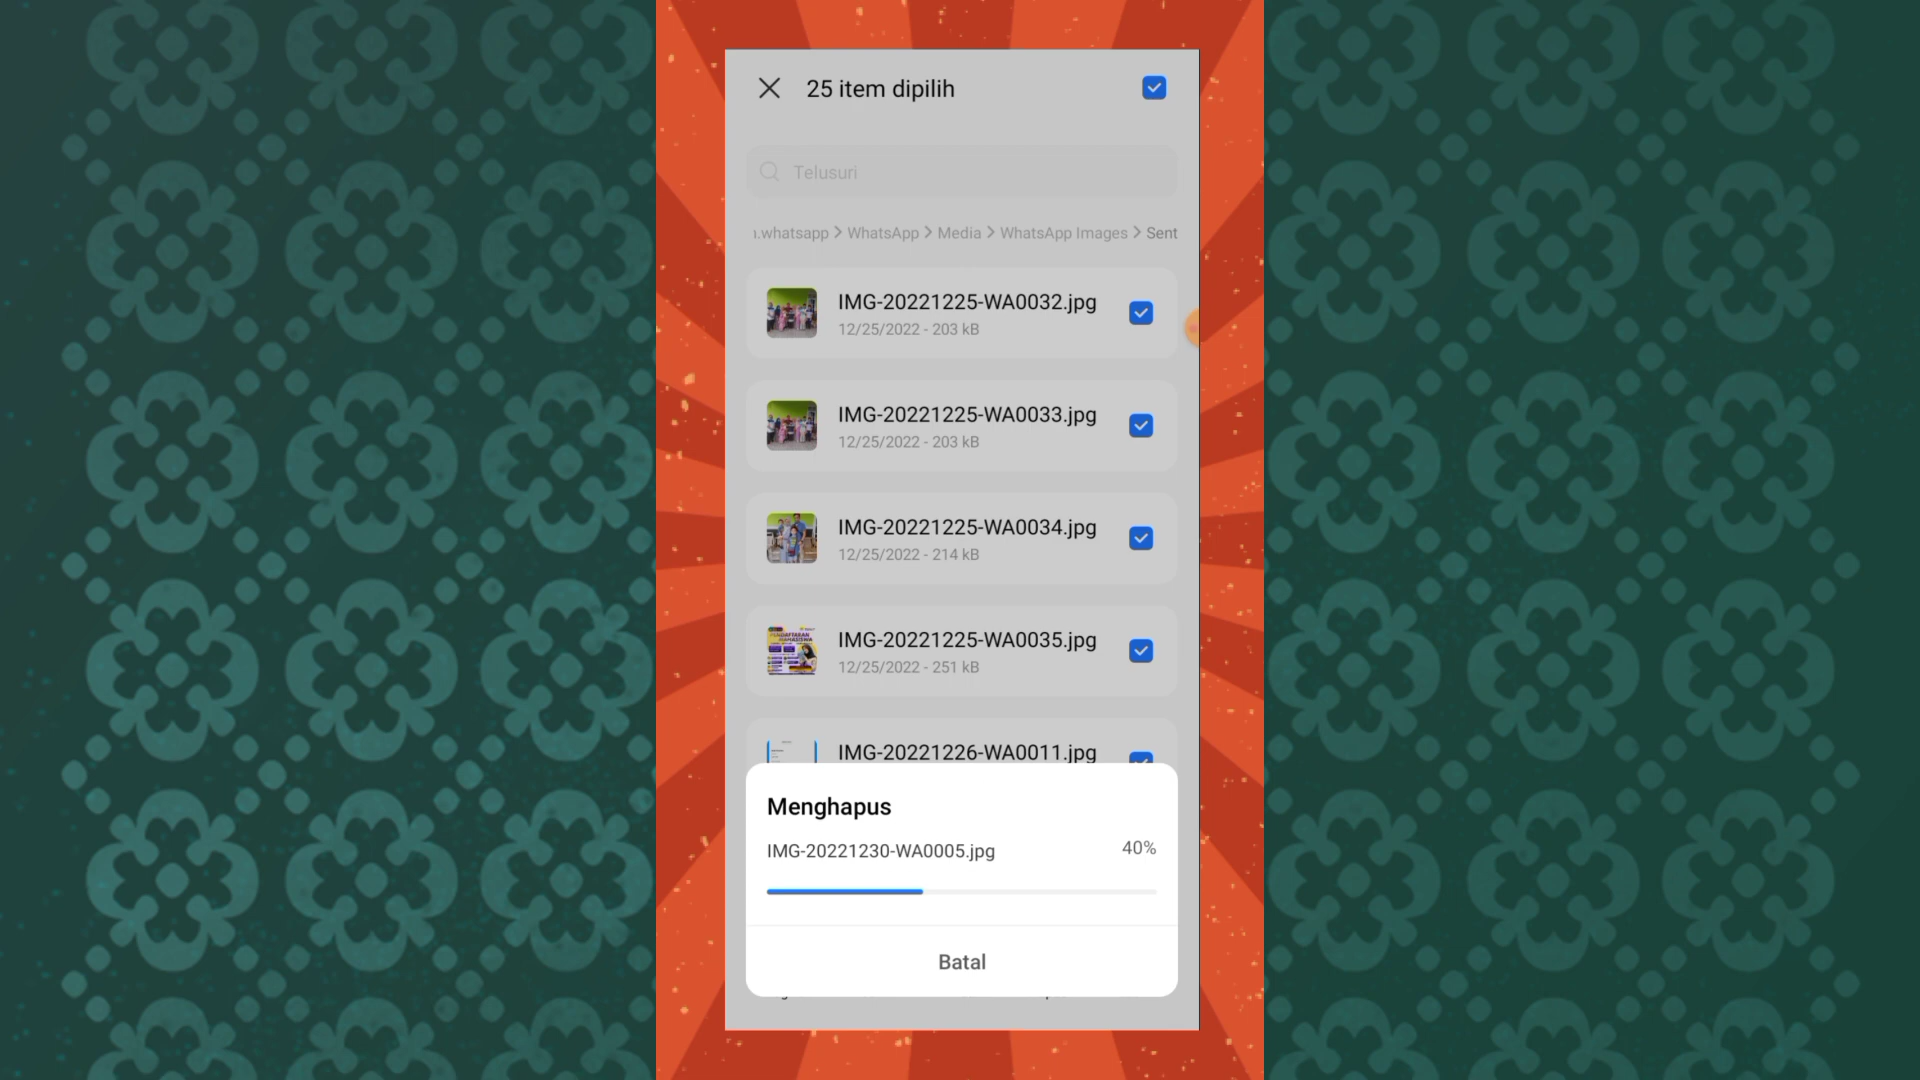 25 item dipilih
Telusuri
.whatsapp > WhatsApp > Media > WhatsApp Images > Sent
IMG-20221225-WA0032.jpg
12/25/2022 - 203 kB
IMG-20221225-WA0033.jpg
12/25/2022 - 203 kB
IMG-20221225-WA0034.jpg
12/25/2022 - 214 kB
PENDAFTARAN
MAHASISWA
IMG-20221225-WA0035.jpg
12/25/2022 - 251 kB
IMG-20221226-WA0011.jpg
Menghapus
IMG-20221230-WA0005.jpg
40%
Batal